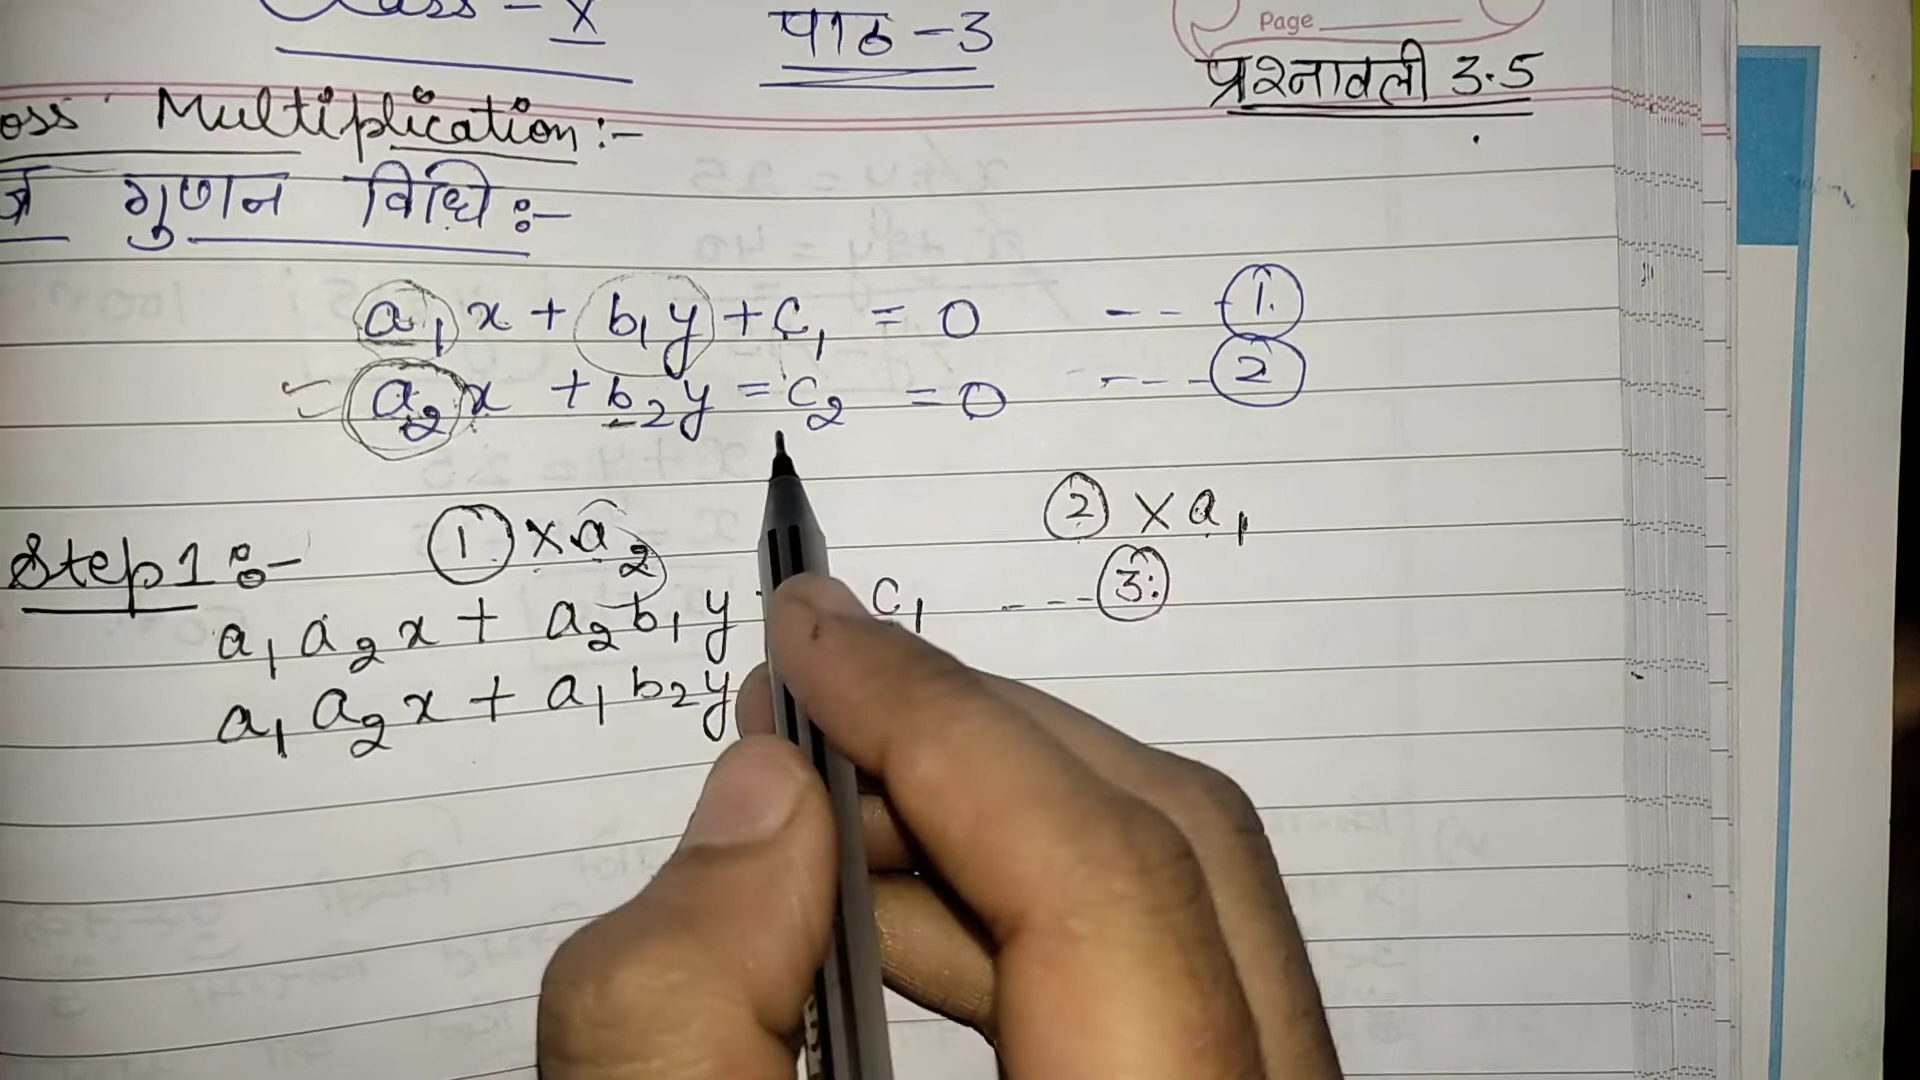 Class - X पाठ - 3
Page
प्रश्नावली 3.5
oss Multiplication :-
ज्र गुणन विधि :-
a₁x + b₁y + c₁ = 0 --- ①
a₂x + b₂y = c₂ = 0 --- ②
Step 1 :- ① × a₂ ② × a₁
a₁a₂x + a₂b₁y c₁ --- ③
a₁a₂x + a₁b₂y